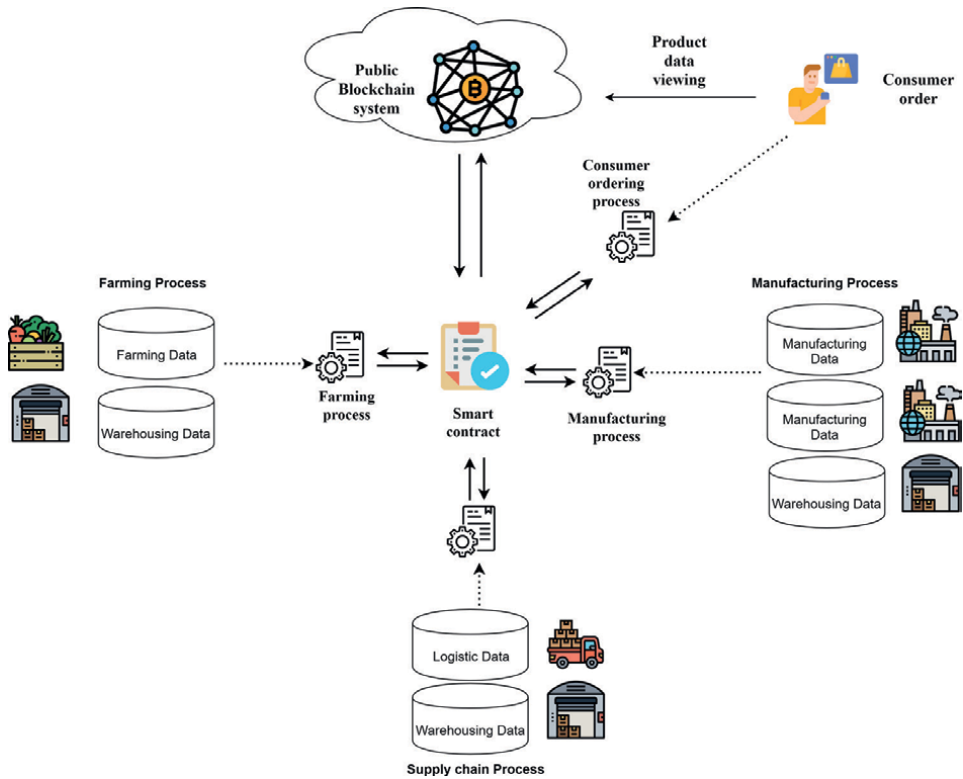 Public
Blockchain
system
Product
data
viewing
Consumer
order
Consumer
ordering
process
Farming Process
Farming Data
Warehousing Data
Farming
process
Smart
contract
Manufacturing
process
Manufacturing Process
Manufacturing
Data
Manufacturing
Data
Warehousing Data
Logistic Data
Warehousing Data
Supply chain Process